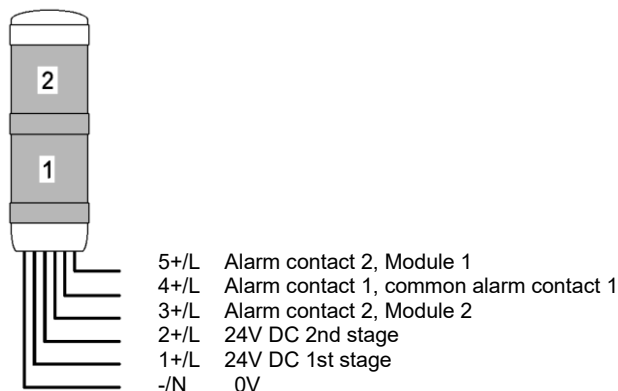 2
1
5+/L Alarm contact 2, Module 1
4+/L Alarm contact 1, common alarm contact 1
3+/L Alarm contact 2, Module 2
2+/L 24V DC 2nd stage
1+/L 24V DC 1st stage
-/N 0V